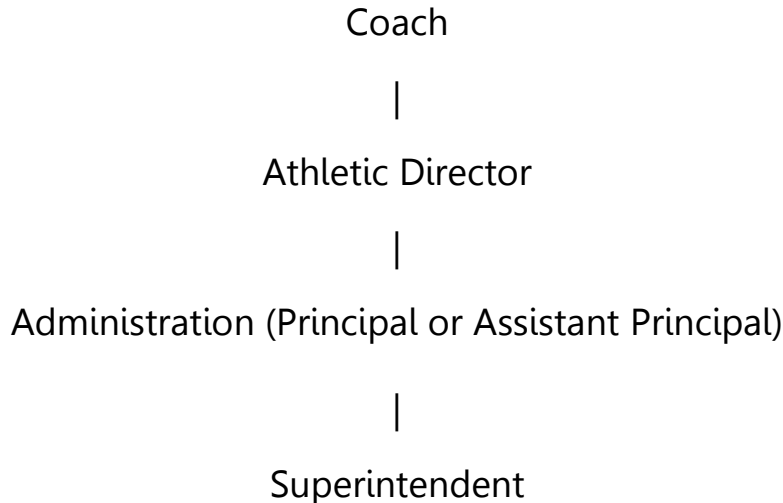 Coach
|
Athletic Director
|
Administration (Principal or Assistant Principal)
|
Superintendent